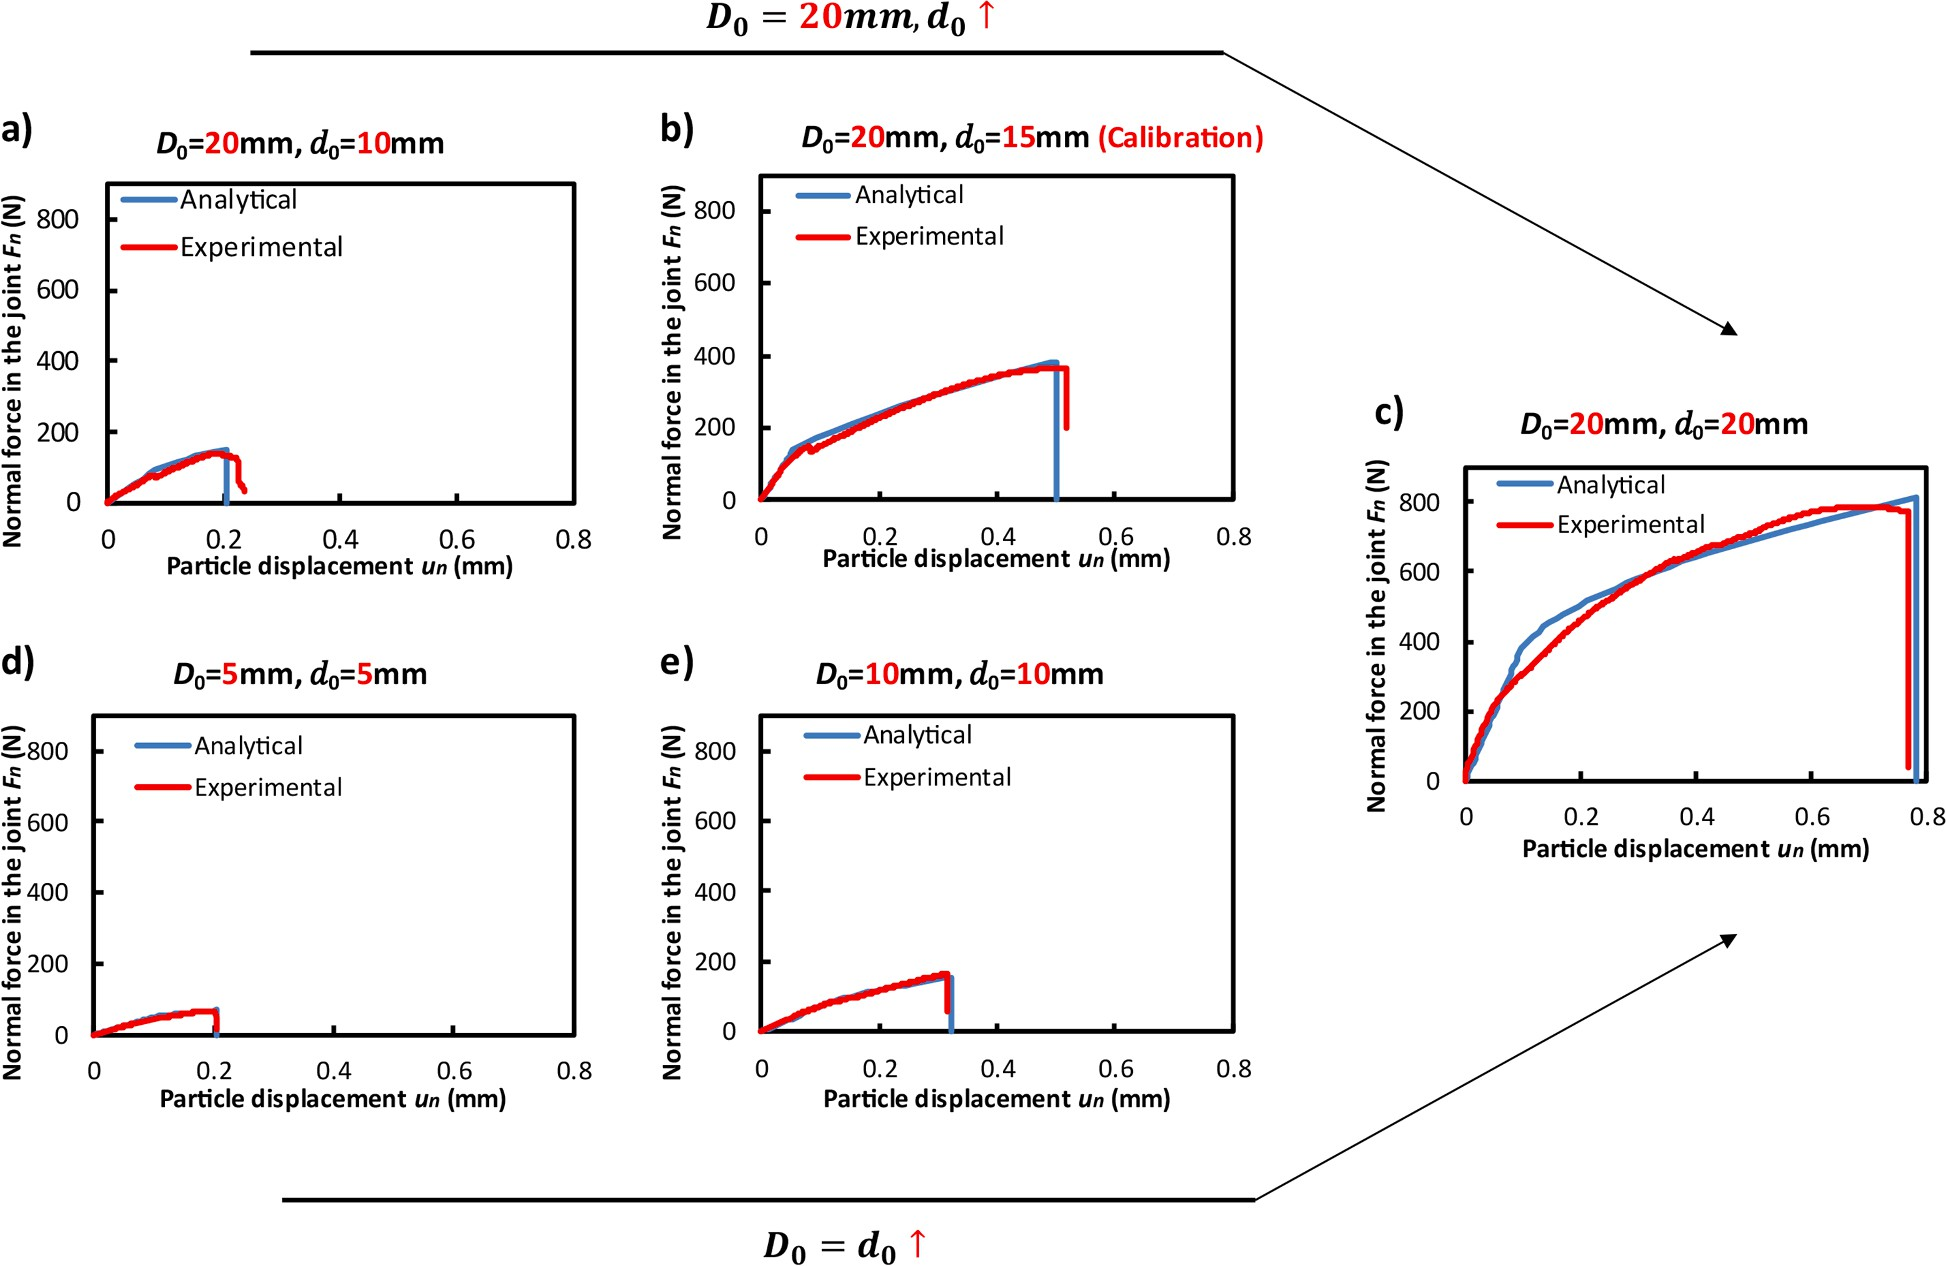 D₀ = 20mm, d₀ ↑
a)
D₀=20mm, d₀=10mm
Normal force in the joint Fn (N)
800
600
400
200
0
Analytical
Experimental
0 0.2 0.4 0.6 0.8
Particle displacement un (mm)
b)
D₀=20mm, d₀=15mm (Calibration)
Normal force in the joint Fn (N)
800
600
400
200
0
Analytical
Experimental
0 0.2 0.4 0.6 0.8
Particle displacement un (mm)
c)
D₀=20mm, d₀=20mm
Normal force in the joint Fn (N)
800
600
400
200
0
Analytical
Experimental
0 0.2 0.4 0.6 0.8
Particle displacement un (mm)
d)
D₀=5mm, d₀=5mm
Normal force in the joint Fn (N)
800
600
400
200
0
Analytical
Experimental
0 0.2 0.4 0.6 0.8
Particle displacement un (mm)
e)
D₀=10mm, d₀=10mm
Normal force in the joint Fn (N)
800
600
400
200
0
Analytical
Experimental
0 0.2 0.4 0.6 0.8
Particle displacement un (mm)
D₀ = d₀ ↑